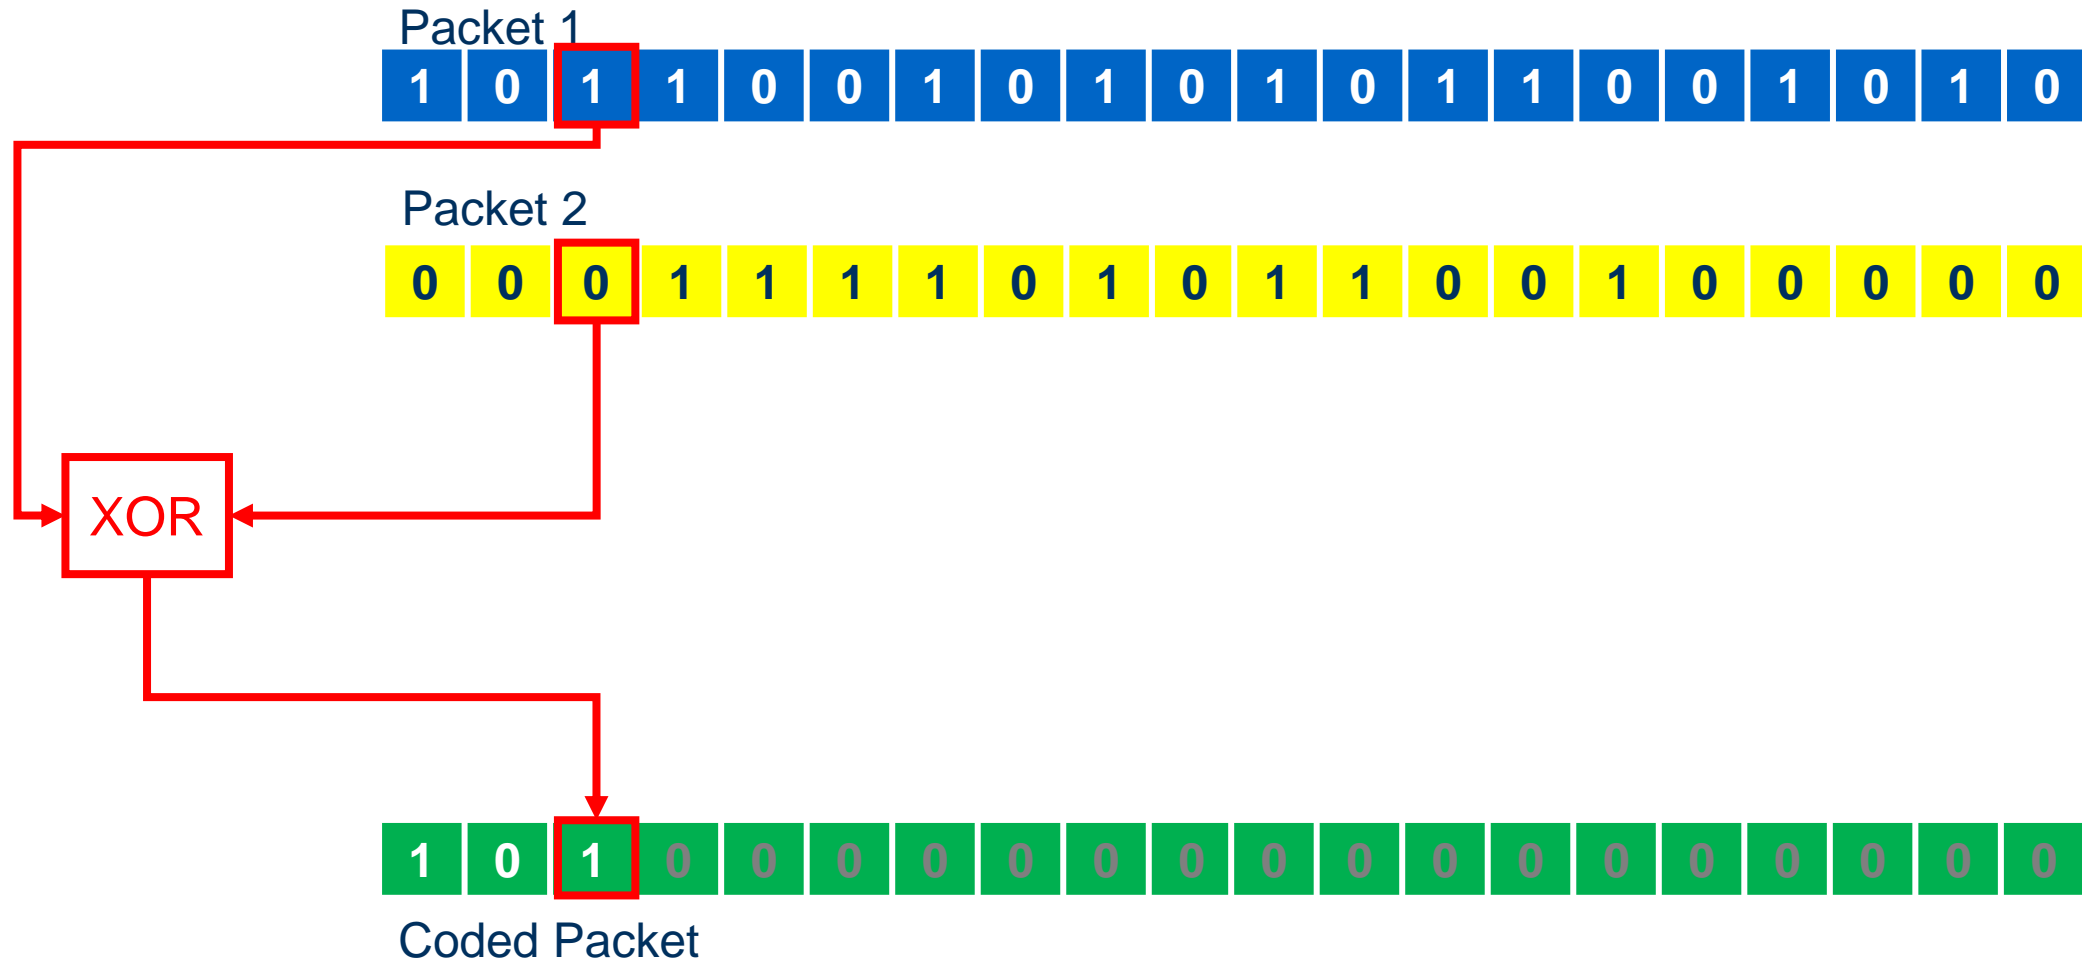 Packet 1
1 0 1 1 0 0 1 0 1 0 1 0 1 1 0 0 1 0 1 0
Packet 2
0 0 0 1 1 1 1 0 1 0 1 1 0 0 1 0 0 0 0 0
XOR
1 0 1 0 0 0 0 0 0 0 0 0 0 0 0 0 0 0 0 0
Coded Packet